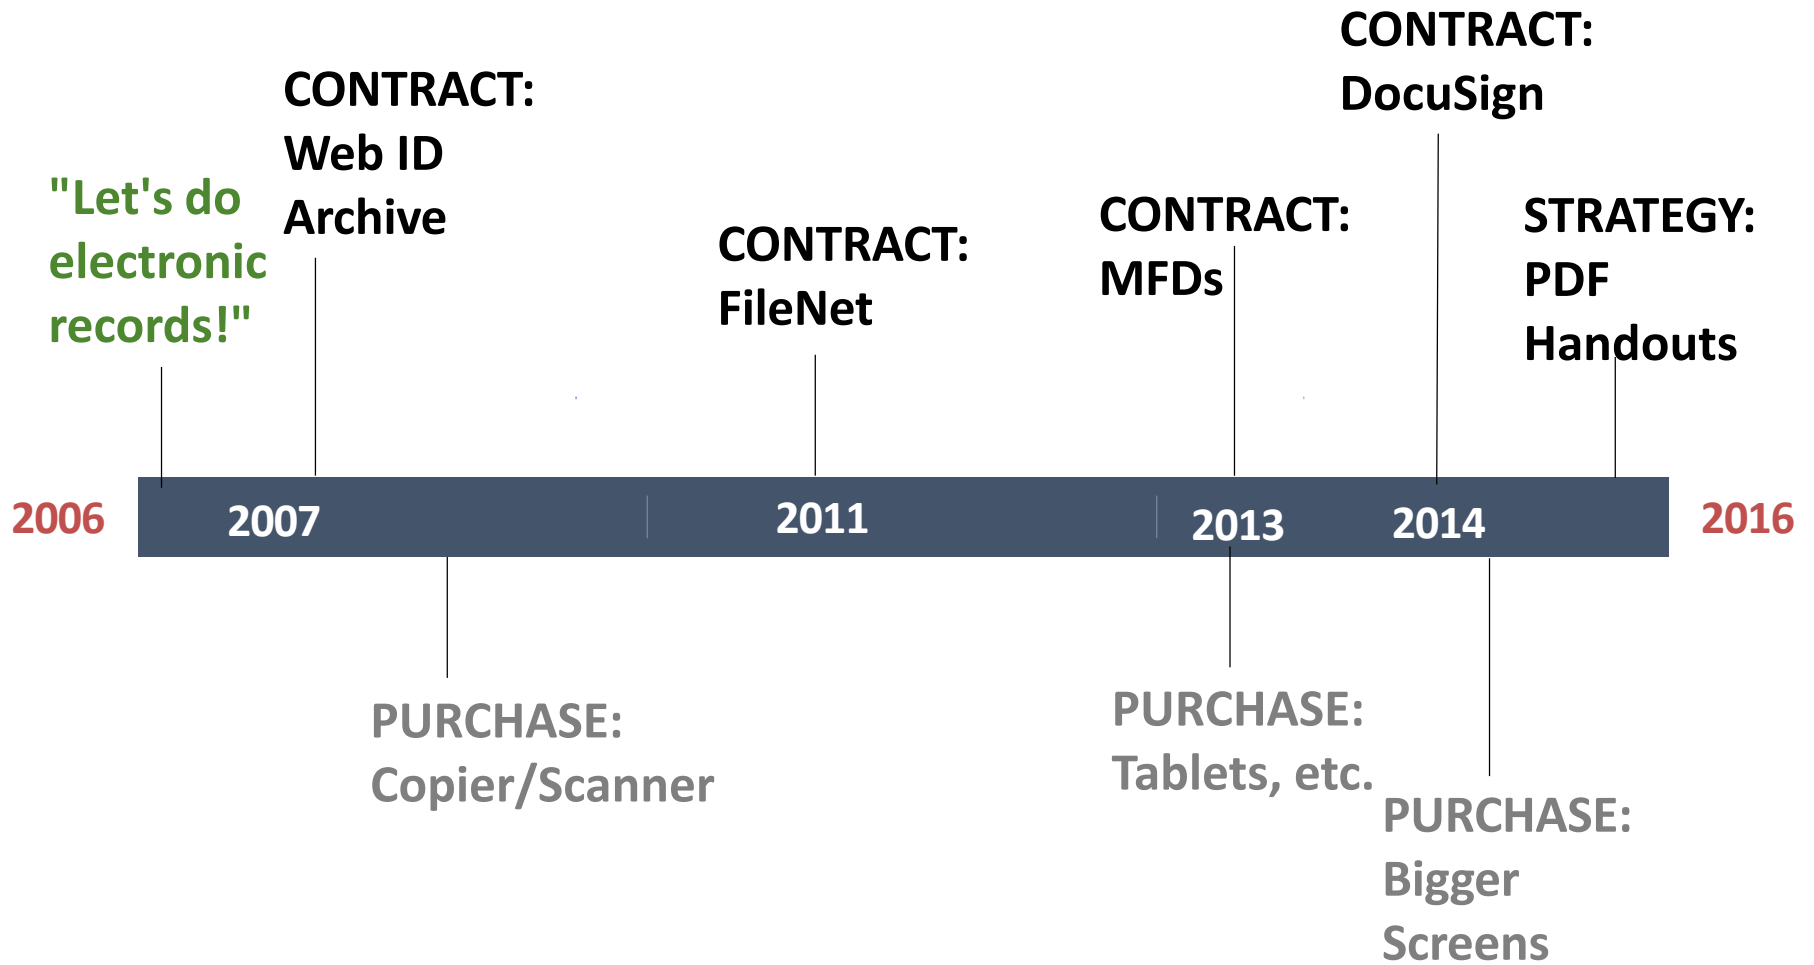 "Let's do
electronic
records!"
CONTRACT:
Web ID
Archive
CONTRACT:
FileNet
CONTRACT:
MFDs
CONTRACT:
DocuSign
STRATEGY:
PDF
Handouts
2006
2007
2011
2013
2014
2016
PURCHASE:
Copier/Scanner
PURCHASE:
Tablets, etc.
PURCHASE:
Bigger
Screens